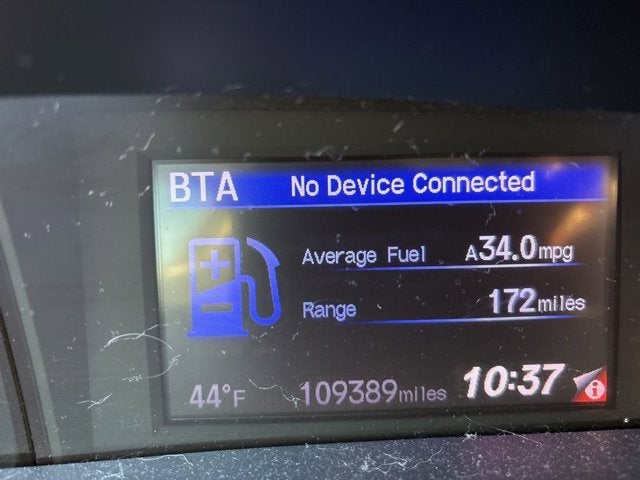 BTA No Device Connected
Average Fuel A34.0mpg
Range 172miles
44°F 109389miles 10:37 i